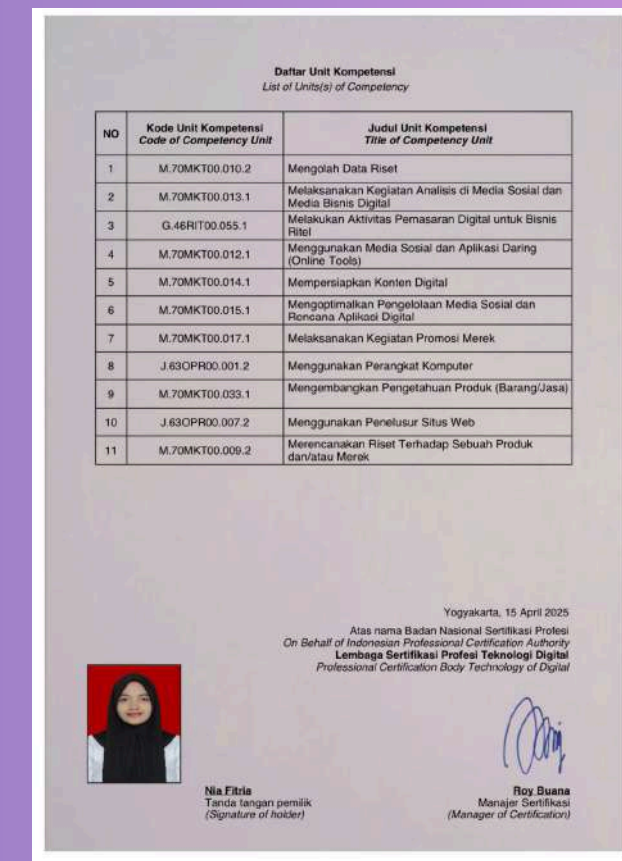 Daftar Unit Kompetensi
List of Units(s) of Competency
NO
Kode Unit Kompetensi
Code of Competency Unit
Judul Unit Kompetensi
Title of Competency Unit
1 M.70MKT00.010.2 Mengolah Data Riset
2 M.70MKT00.013.1 Melaksanakan Kegiatan Analisis di Media Sosial dan
Media Bisnis Digital
3 G.46RIT00.055.1 Melakukan Aktivitas Pemasaran Digital untuk Bisnis
Ritel
4 M.70MKT00.012.1 Menggunakan Media Sosial dan Aplikasi Daring
(Online Tools)
5 M.70MKT00.014.1 Mempersiapkan Konten Digital
6 M.70MKT00.015.1 Mengoptimalkan Pengelolaan Media Sosial dan
Rencana Aplikasi Digital
7 M.70MKT00.017.1 Melaksanakan Kegiatan Promosi Merek
8 J.63OPR00.001.2 Menggunakan Perangkat Komputer
9 M.70MKT00.033.1 Mengembangkan Pengetahuan Produk (Barang/Jasa)
10 J.63OPR00.007.2 Menggunakan Penelusur Situs Web
11 M.70MKT00.009.2 Merencanakan Riset Terhadap Sebuah Produk
dan/atau Merek
Yogyakarta, 15 April 2025
Atas nama Badan Nasional Sertifikasi Profesi
On Behalf of Indonesian Professional Certification Authority
Lembaga Sertifikasi Profesi Teknologi Digital
Professional Certification Body Technology of Digital
Nia Fitria
Tanda tangan pemilik
(Signature of holder)
Roy Buana
Manajer Sertifikasi
(Manager of Certification)